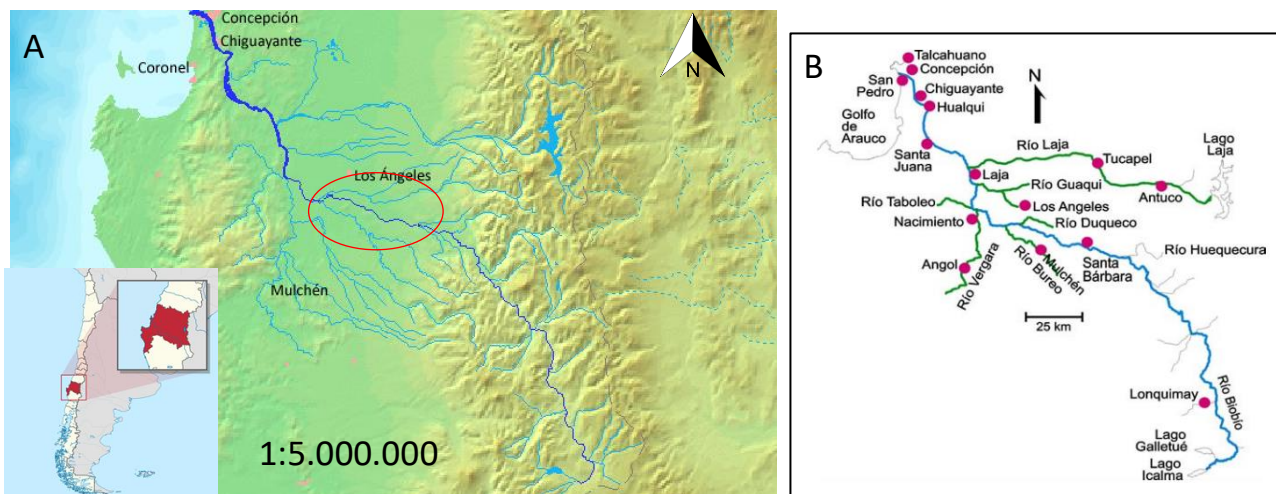 A
Concepción
Chiguayante
Coronel
N
Los Ángeles
Mulchén
1:5.000.000
B
Talcahuano
Concepción
San
Pedro
Chiguayante
Hualqui
N
Golfo
de
Arauco
Santa
Juana
Río Laja
Tucapel
Lago
Laja
Laja
Río Guaqui
Antuco
Río Taboleo
Los Angeles
Nacimiento
Río Duqueco
Río Huequecura
Angol
Río Vergara
Río Bureo
Mulchén
Santa
Bárbara
25 km
Lonquimay
Río Biobío
Lago
Galletué
Lago
Icalma